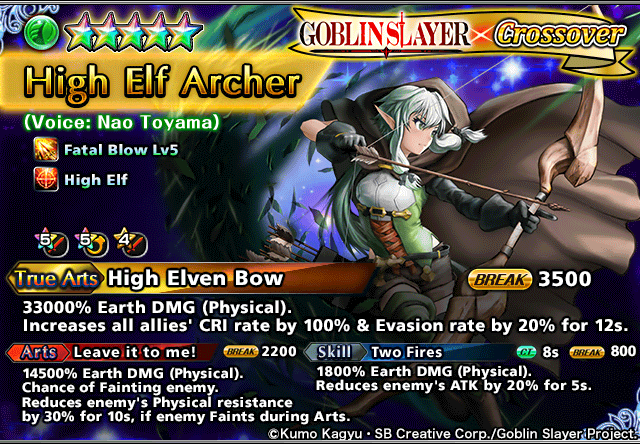 GOBLIN SLAYER × Crossover
High Elf Archer
(Voice: Nao Toyama)
Fatal Blow Lv5
High Elf
5 5 4
True Arts High Elven Bow BREAK 3500
33000% Earth DMG (Physical).
Increases all allies' CRI rate by 100% & Evasion rate by 20% for 12s.
Arts Leave it to me! BREAK 2200
14500% Earth DMG (Physical).
Chance of Fainting enemy.
Reduces enemy's Physical resistance
by 30% for 10s, if enemy Faints during Arts.
Skill Two Fires CT 8s BREAK 800
1800% Earth DMG (Physical).
Reduces enemy's ATK by 20% for 5s.
©Kumo Kagyu・SB Creative Corp./Goblin Slayer Project.